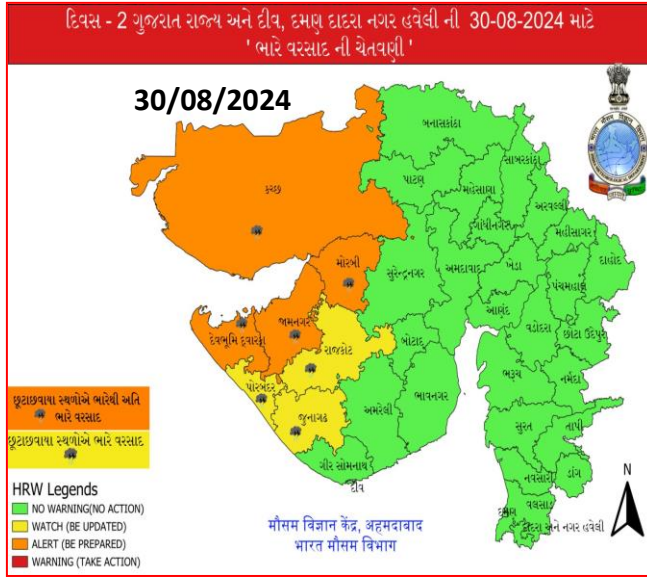 દિવસ - 2 ગુજરાત રાજ્ય અને દીવ, દમણ દાદરા નગર હવેલી ની 30-08-2024 માટે
' ભારે વરસાદ ની ચેતવણી '
30/08/2024
બનાસકાંઠા
પાટણ
મહેસાણા
સાબરકાંઠા
અરવલ્લી
ગાંધીનગર
મહીસાગર
કચ્છ
મોરબી
સુરેન્દ્રનગર
અમદાવાદ
ખેડા
પંચમહાલ
દાહોદ
આણંદ
વડોદરા
છોટા ઉદેપુર
દેવભૂમિ દ્વારકા
જામનગર
રાજકોટ
બોટાદ
પોરબંદર
જુનાગઢ
અમરેલી
ભાવનગર
ગીર સોમનાથ
દીવ
ભરૂચ
નર્મદા
સુરત
તાપી
નવસારી
ડાંગ
વલસાડ
દમણ
દાદરા અને નગર હવેલી
છૂટાછવાયા સ્થળોએ ભારેથી અતિ
ભારે વરસાદ
છૂટાછવાયા સ્થળોએ ભારે વરસાદ
HRW Legends
NO WARNING(NO ACTION)
WATCH (BE UPDATED)
ALERT (BE PREPARED)
WARNING (TAKE ACTION)
मौसम विज्ञान केंद्र, अहमदाबाद
भारत मौसम विभाग
N